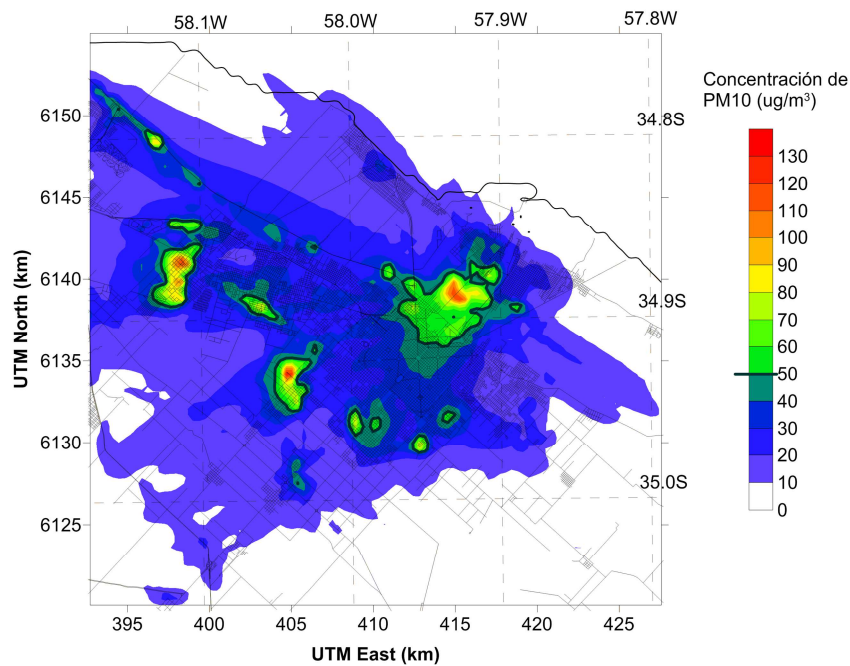 58.1W 58.0W 57.9W 57.8W
Concentración de
PM10 (ug/m³)
6150
6145
6140
6135
6130
6125
UTM North (km)
34.8S
34.9S
35.0S
130
120
110
100
90
80
70
60
50
40
30
20
10
0
395 400 405 410 415 420 425
UTM East (km)